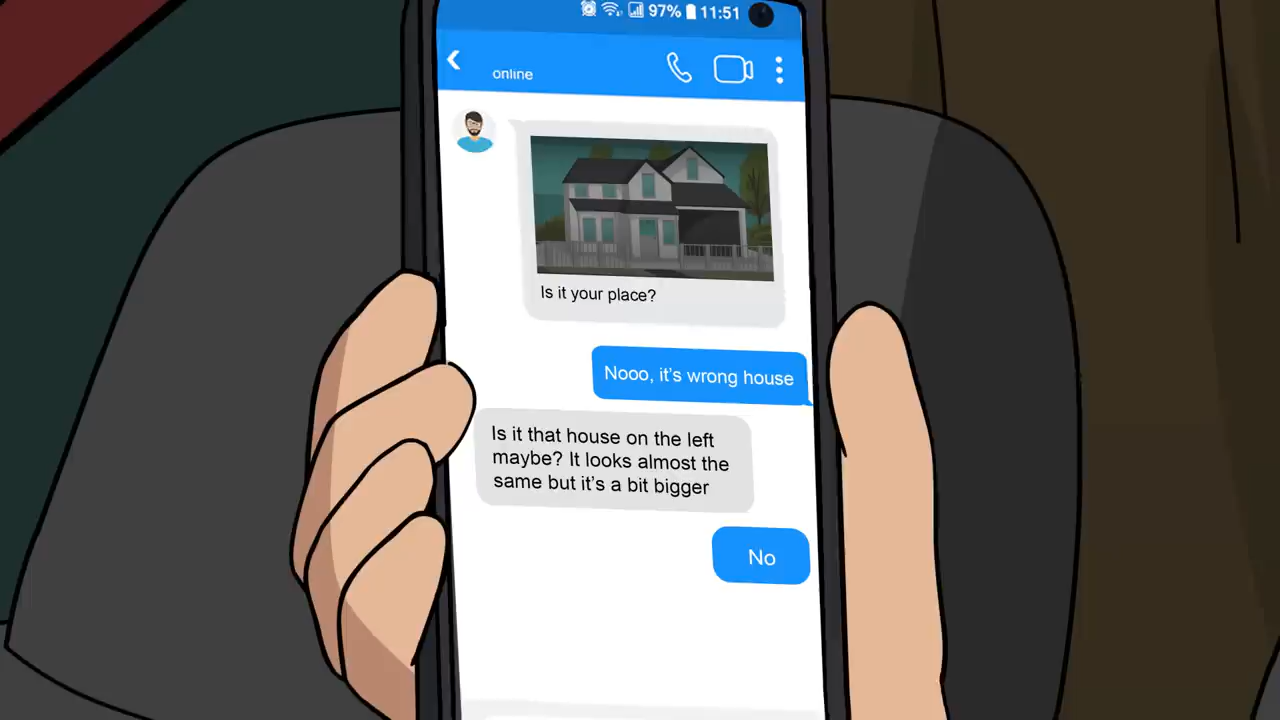 97% 11:51
online
Is it your place?
Nooo, it's wrong house
Is it that house on the left
maybe? It looks almost the
same but it's a bit bigger
No